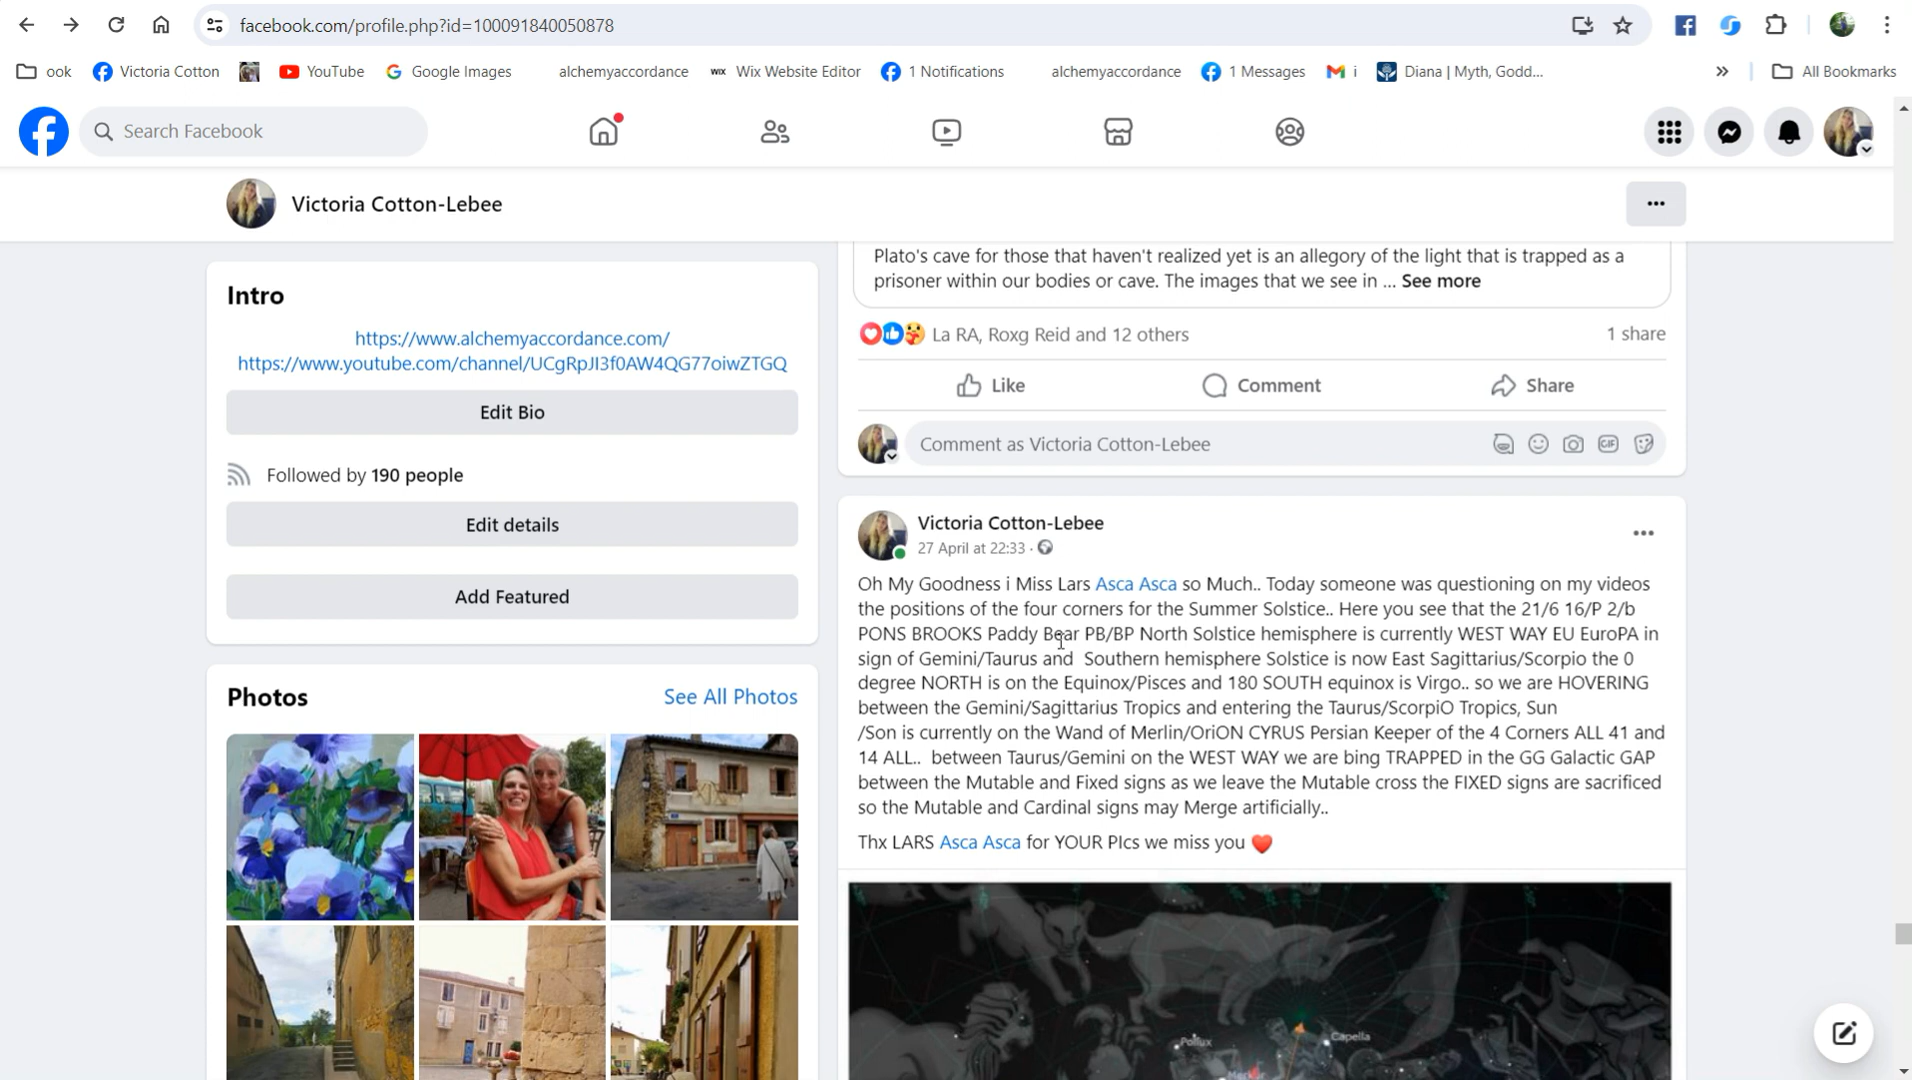 facebook.com/profile.php?id=100091840050878
ook
Victoria Cotton
YouTube
Google Images
alchemyaccordance
WIX Wix Website Editor
1 Notifications
alchemyaccordance
1 Messages
i
Diana | Myth, Godd...
»
All Bookmarks
Search Facebook
Victoria Cotton-Lebee
Intro
https://www.alchemyaccordance.com/
https://www.youtube.com/channel/UCgRpJI3f0AW4QG77oiwZTGQ
Edit Bio
Followed by 190 people
Edit details
Add Featured
Photos
See All Photos
Plato's cave for those that haven't realized yet is an allegory of the light that is trapped as a
prisoner within our bodies or cave. The images that we see in ... See more
La RA, Roxg Reid and 12 others
1 share
Like
Comment
Share
Comment as Victoria Cotton-Lebee
GIF
Victoria Cotton-Lebee
27 April at 22:33 ·
Oh My Goodness i Miss Lars Asca Asca so Much.. Today someone was questioning on my videos
the positions of the four corners for the Summer Solstice.. Here you see that the 21/6 16/P 2/b
PONS BROOKS Paddy Bear PB/BP North Solstice hemisphere is currently WEST WAY EU EuroPA in
sign of Gemini/Taurus and Southern hemisphere Solstice is now East Sagittarius/Scorpio the 0
degree NORTH is on the Equinox/Pisces and 180 SOUTH equinox is Virgo.. so we are HOVERING
between the Gemini/Sagittarius Tropics and entering the Taurus/ScorpiO Tropics, Sun
/Son is currently on the Wand of Merlin/OriON CYRUS Persian Keeper of the 4 Corners ALL 41 and
14 ALL.. between Taurus/Gemini on the WEST WAY we are bing TRAPPED in the GG Galactic GAP
between the Mutable and Fixed signs as we leave the Mutable cross the FIXED signs are sacrificed
so the Mutable and Cardinal signs may Merge artificially..
Thx LARS Asca Asca for YOUR PIcs we miss you
Pollux
Capella